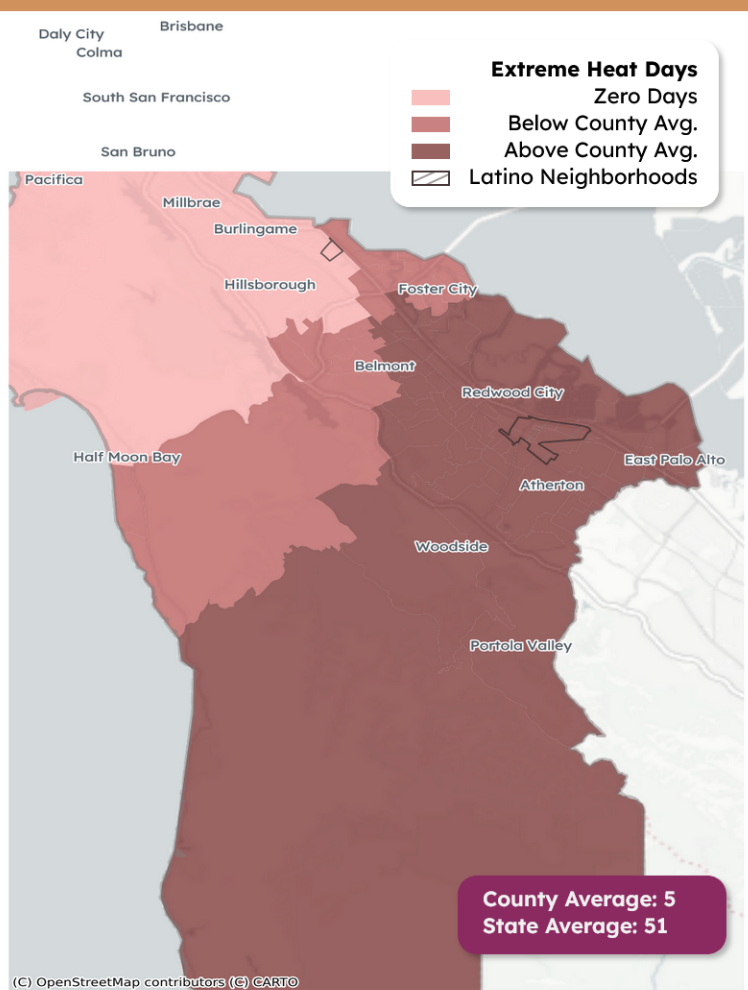 Brisbane
Daly City
Colma
South San Francisco
San Bruno
Extreme Heat Days
Zero Days
Below County Avg.
Above County Avg.
Latino Neighborhoods
Pacifica
Millbrae
Burlingame
Hillsborough
Foster City
Belmont
Redwood City
Half Moon Bay
East Palo Alto
Atherton
Woodside
Portola Valley
County Average: 5
State Average: 51
(C) OpenStreetMap contributors (C) CARTO